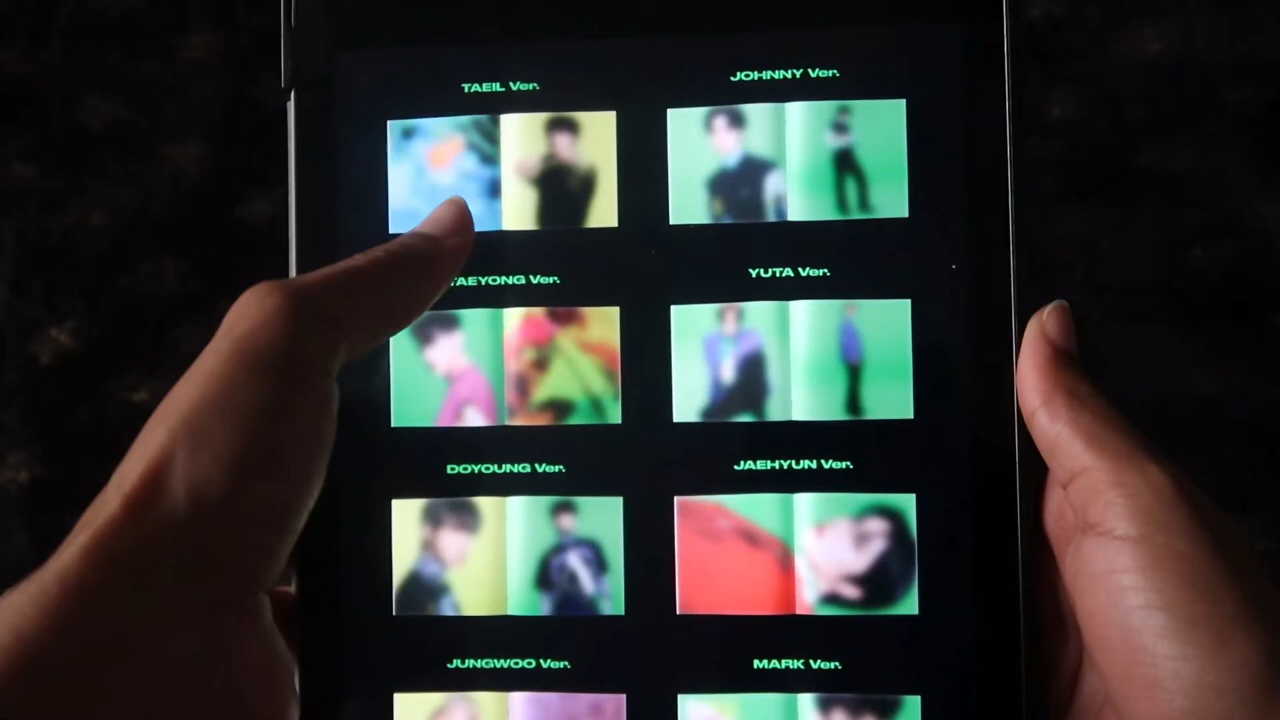 TAEIL Ver.
JOHNNY Ver.
TAEYONG Ver.
YUTA Ver.
DOYOUNG Ver.
JAEHYUN Ver.
JUNGWOO Ver.
MARK Ver.